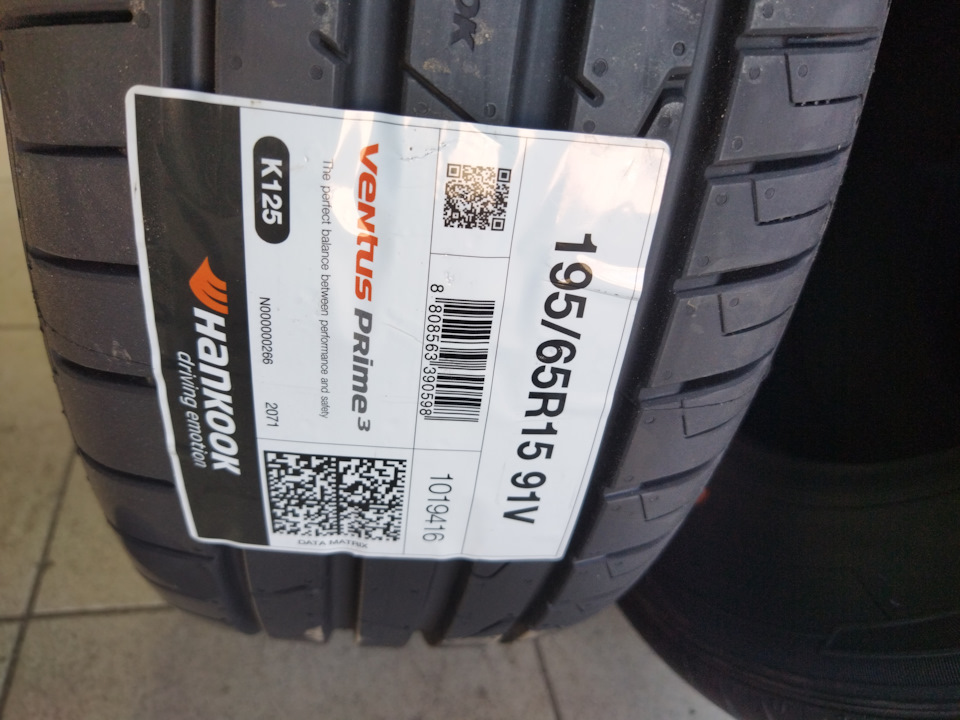 195/65R15 91V
8 808563 390598
1019416
VENTUS PRIME 3
The perfect balance between performance and safety
K125
N000000266
2071
DATA MATRIX
HANKOOK
driving emotion